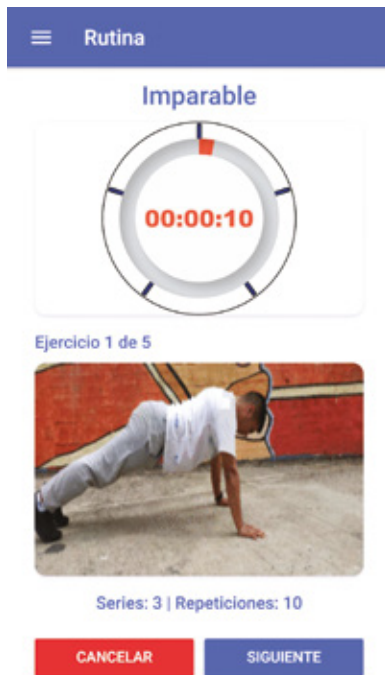 Rutina
Imparable
00:00:10
Ejercicio 1 de 5
Series: 3 | Repeticiones: 10
CANCELAR SIGUIENTE